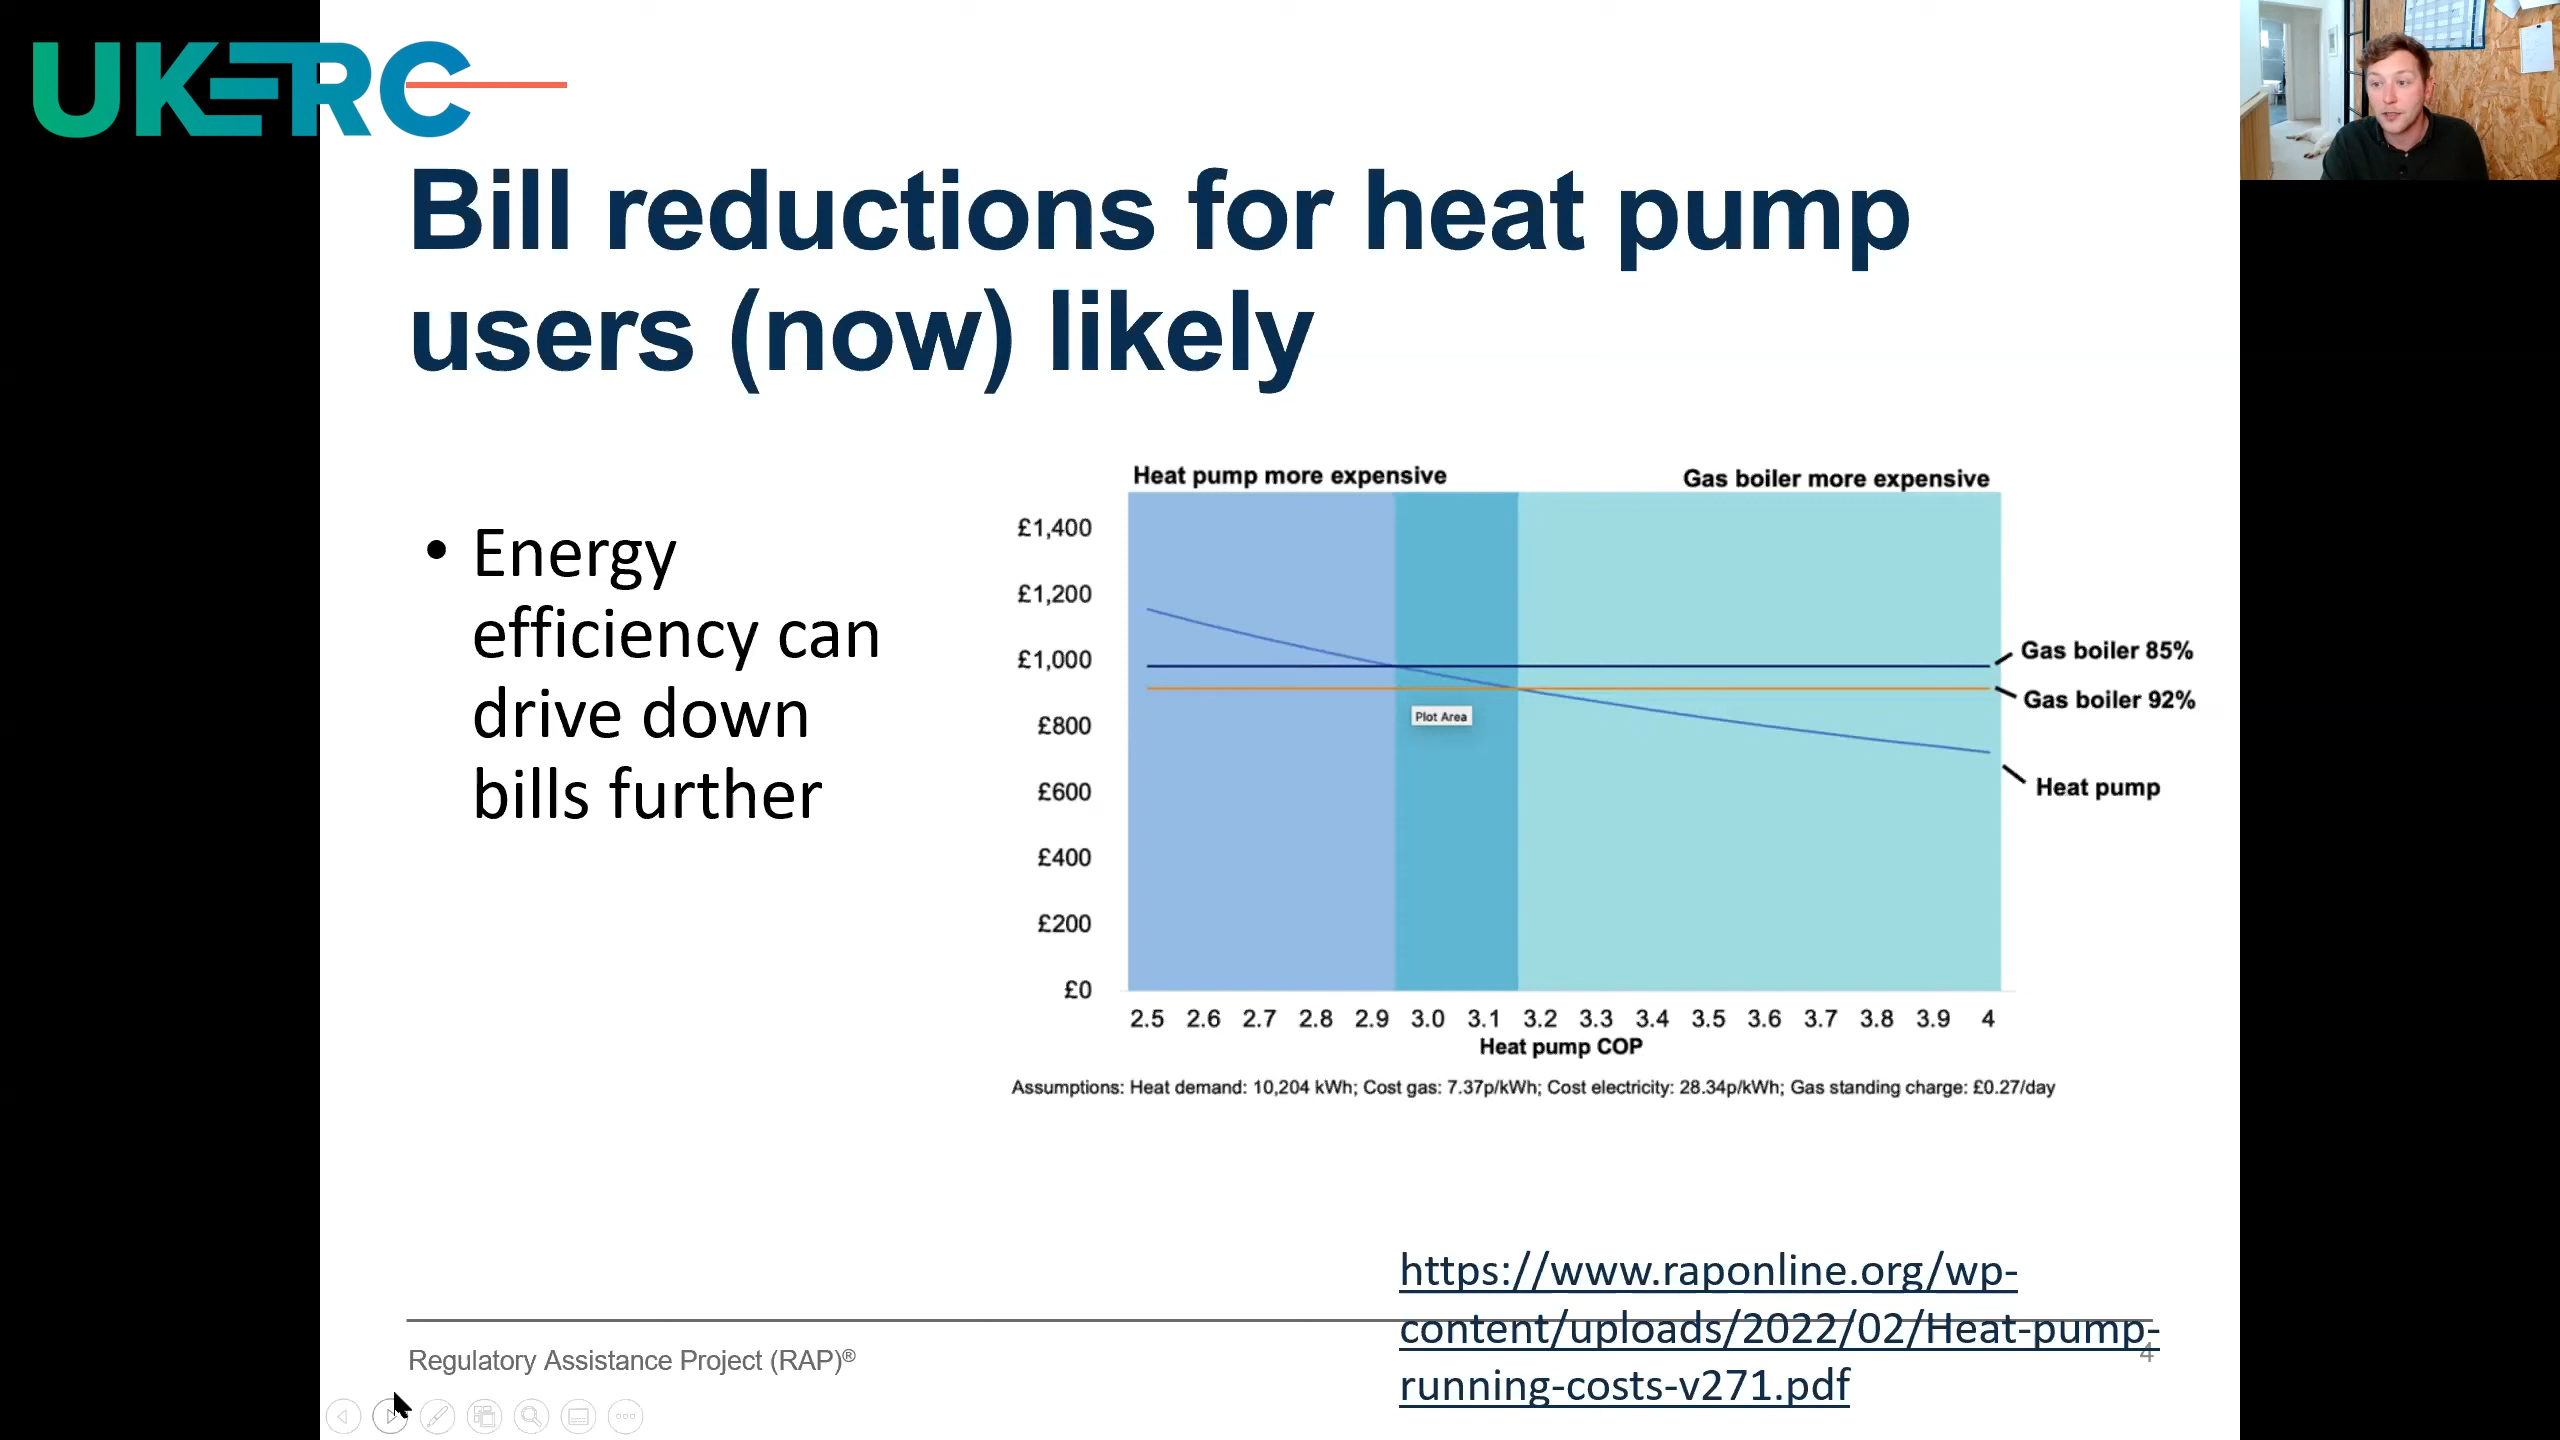 UKERC
Bill reductions for heat pump
users (now) likely
• Energy
efficiency can
drive down
bills further
Heat pump more expensive
Gas boiler more expensive
£1,400
£1,200
£1,000
£800
£600
£400
£200
£0
Gas boiler 85%
Gas boiler 92%
Heat pump
Plot Area
2.5 2.6 2.7 2.8 2.9 3.0 3.1 3.2 3.3 3.4 3.5 3.6 3.7 3.8 3.9 4
Heat pump COP
Assumptions: Heat demand: 10,204 kWh; Cost gas: 7.37p/kWh; Cost electricity: 28.34p/kWh; Gas standing charge: £0.27/day
https://www.raponline.org/wp-
content/uploads/2022/02/Heat-pump-
running-costs-v271.pdf
Regulatory Assistance Project (RAP)®
4